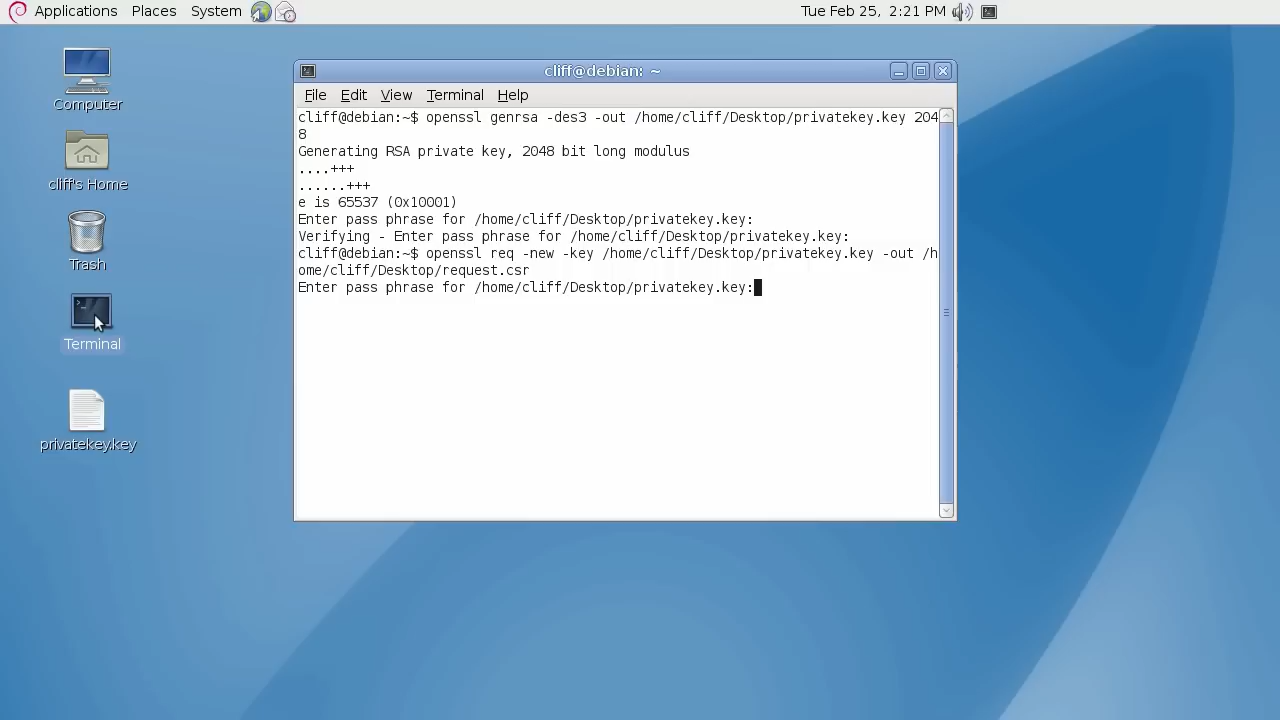 Applications Places System
Tue Feb 25, 2:21 PM
Computer
cliff's Home
Trash
Terminal
privatekey.key
cliff@debian: ~
File Edit View Terminal Help
cliff@debian:~$ openssl genrsa -des3 -out /home/cliff/Desktop/privatekey.key 204
8
Generating RSA private key, 2048 bit long modulus
....+++
......+++
e is 65537 (0x10001)
Enter pass phrase for /home/cliff/Desktop/privatekey.key:
Verifying - Enter pass phrase for /home/cliff/Desktop/privatekey.key:
cliff@debian:~$ openssl req -new -key /home/cliff/Desktop/privatekey.key -out /h
ome/cliff/Desktop/request.csr
Enter pass phrase for /home/cliff/Desktop/privatekey.key: